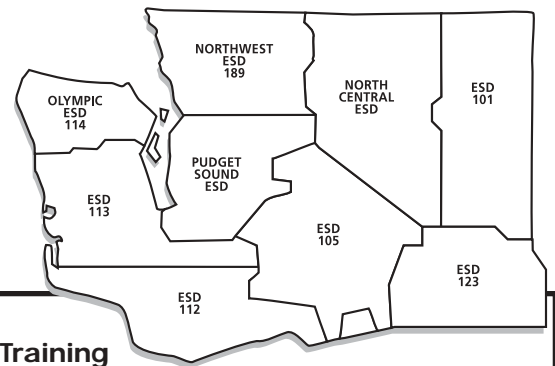 NORTHWEST
ESD
189
NORTH
CENTRAL
ESD
ESD
101
OLYMPIC
ESD
114
PUDGET
SOUND
ESD
ESD
113
ESD
105
ESD
123
ESD
112
Training